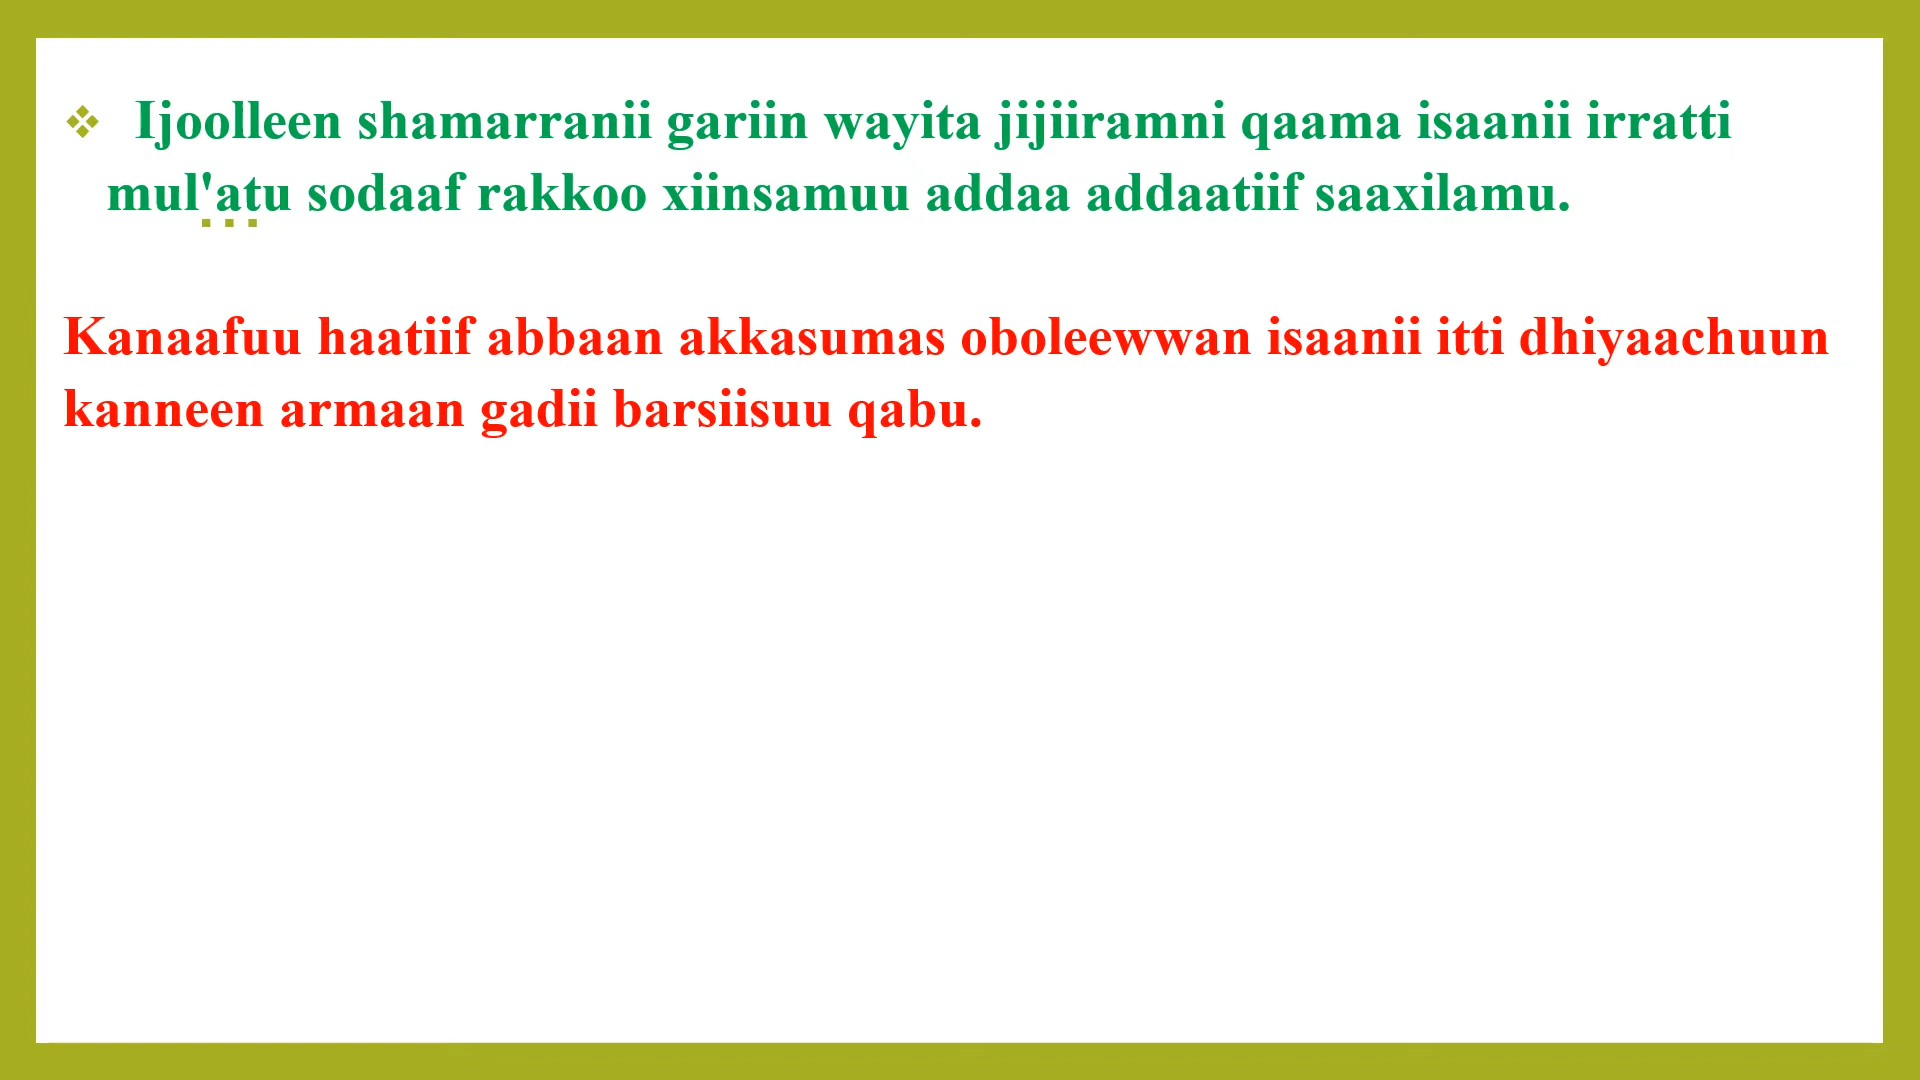 ❖ Ijoolleen shamarranii gariin wayita jijiiramni qaama isaanii irratti
mul'atu sodaaf rakkoo xiinsamuu addaa addaatiif saaxilamu.
...
Kanaafuu haatiif abbaan akkasumas oboleewwan isaanii itti dhiyaachuun
kanneen armaan gadii barsiisuu qabu.